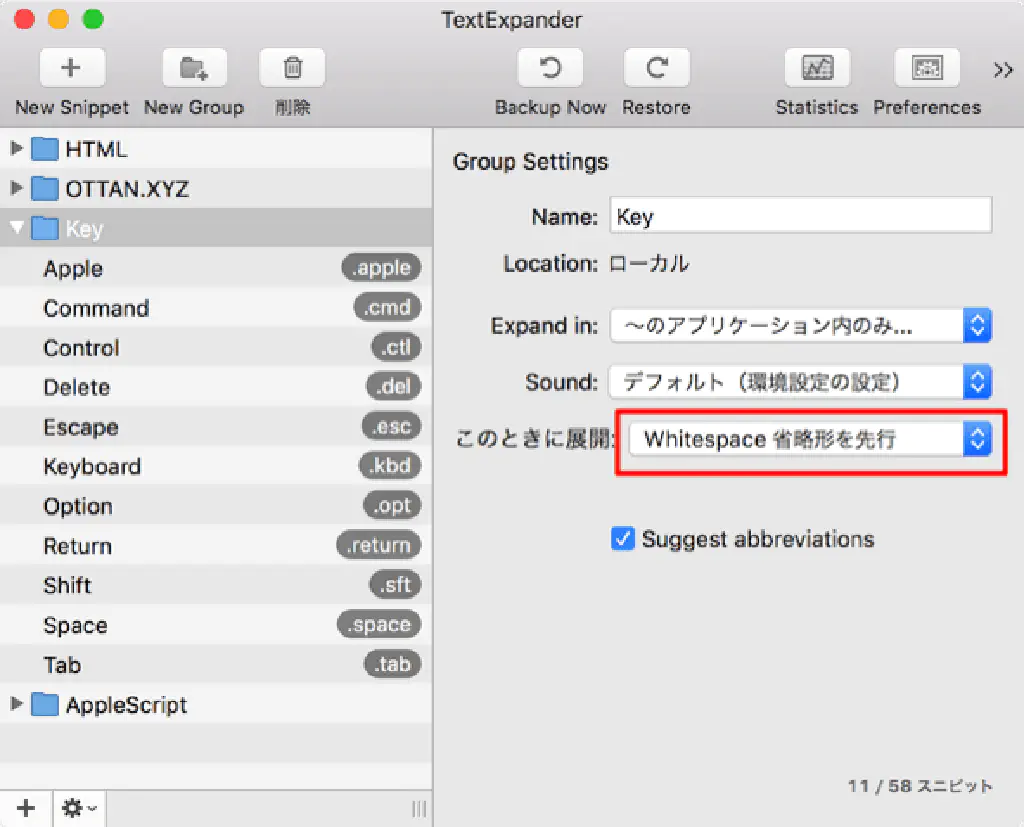 TextExpander
New Snippet New Group 削除 Backup Now Restore Statistics Preferences
HTML
OTTAN.XYZ
Key
Apple .apple
Command .cmd
Control .ctl
Delete .del
Escape .esc
Keyboard .kbd
Option .opt
Return .return
Shift .sft
Space .space
Tab .tab
AppleScript
Group Settings
Name: Key
Location: ローカル
Expand in: ～のアプリケーション内のみ...
Sound: デフォルト（環境設定の設定）
このときに展開: Whitespace 省略形を先行
Suggest abbreviations
11 / 58 スニペット